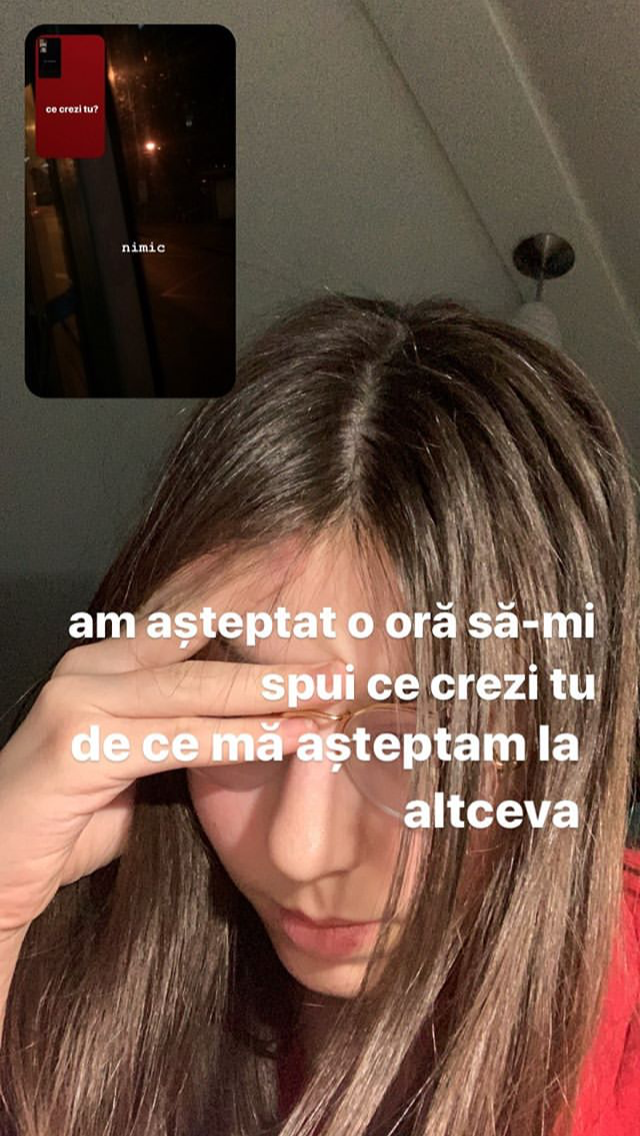 ce crezi tu?
nimic
am așteptat o oră să-mi
spui ce crezi tu
de ce mă așteptam la
altceva